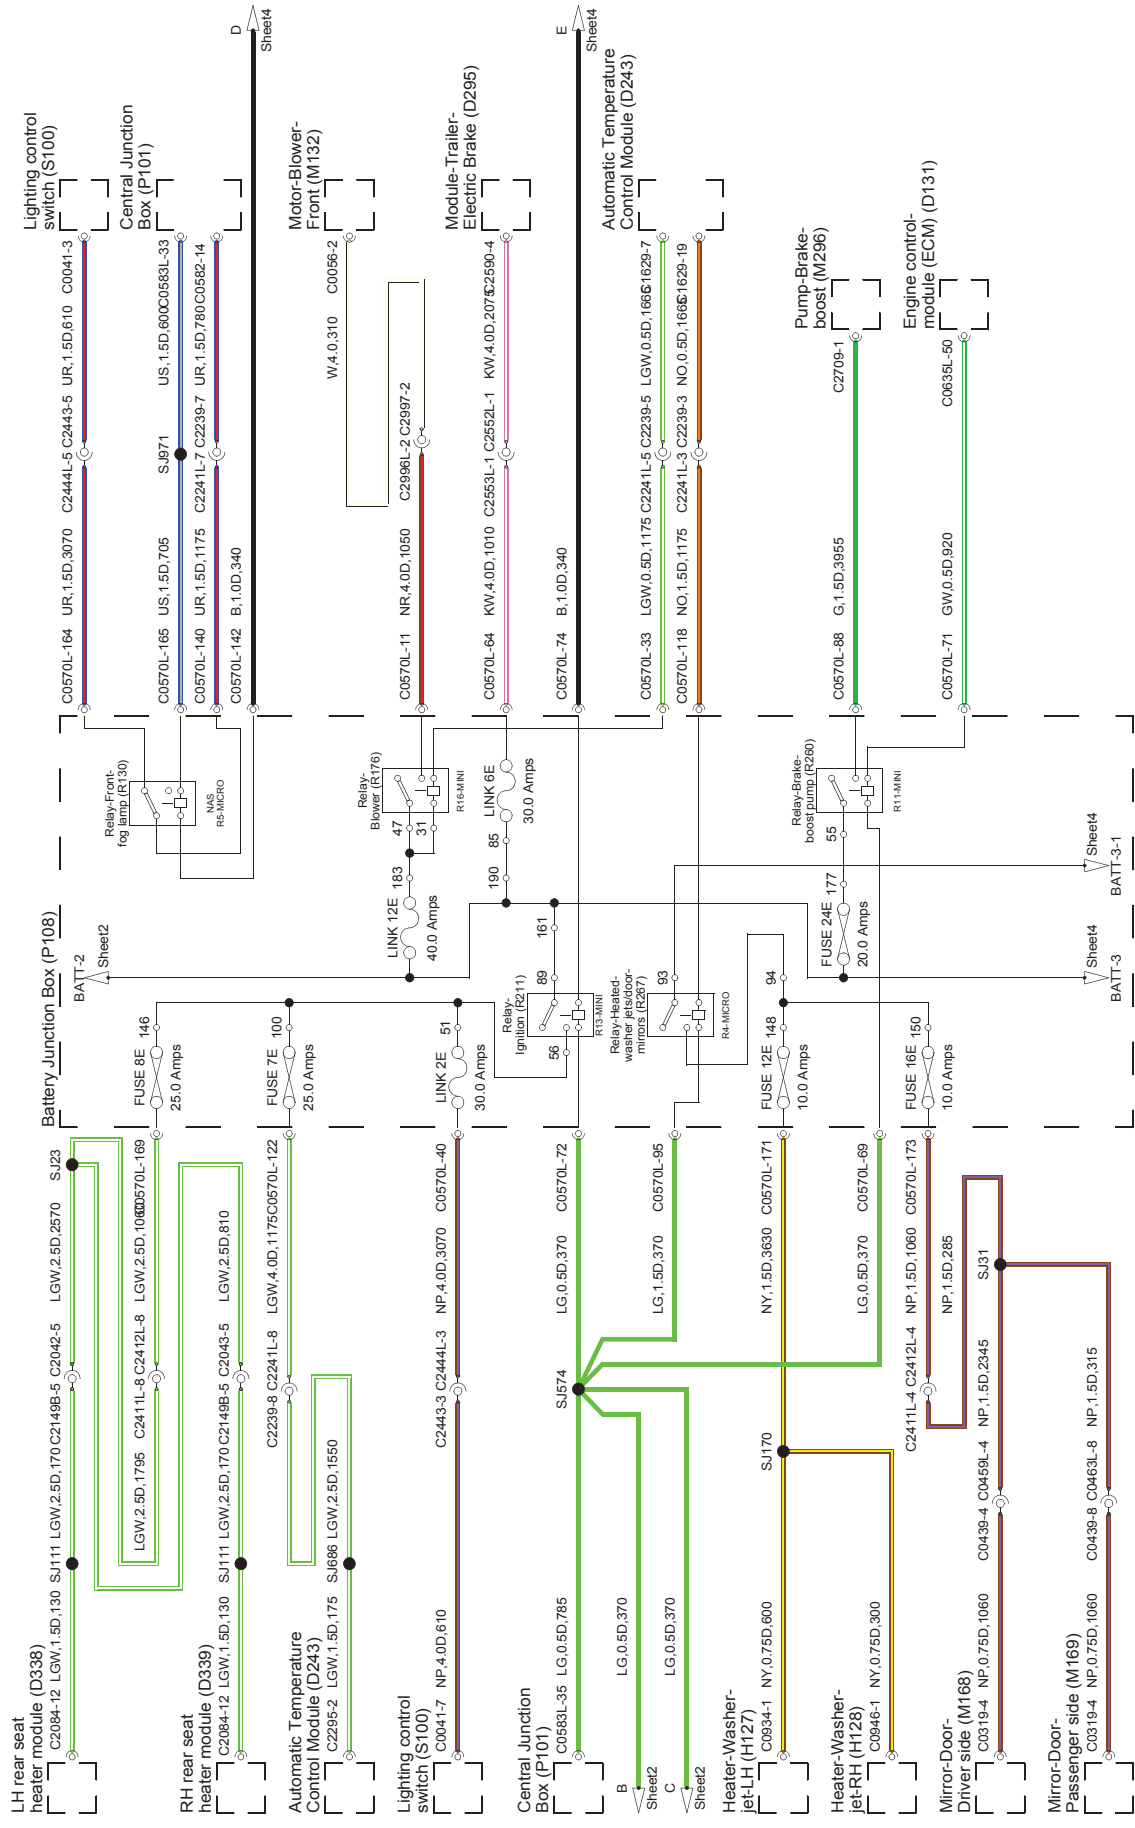 Lighting control
switch (S100)
Central Junction
Box (P101)
D
Sheet4
Motor-Blower-
Front (M132)
Module-Trailer-
Electric Brake (D295)
E
Sheet4
Automatic Temperature
Control Module (D243)
Pump-Brake-
boost (M296)
Engine control-
module (ECM) (D131)
C0041-3
UR,1.5D,610
C2443-5
C2444L-5
UR,1.5D,3070
C0570L-164
C0583L-33
US,1.5D,600
SJ971
US,1.5D,705
C0570L-165
C0582-14
UR,1.5D,780
C2239-7
C2241L-7
UR,1.5D,1175
C0570L-140
B,1.0D,340
C0570L-142
C0056-2
W,4.0,310
C2997-2
C2996L-2
NR,4.0D,1050
C0570L-11
C2590-4
KW,4.0D,2075
C2552L-1
C2553L-1
KW,4.0D,1010
C0570L-64
B,1.0D,340
C0570L-74
C1629-7
LGW,0.5D,1665
C2239-5
C2241L-5
LGW,0.5D,1175
C0570L-33
C1629-19
NO,0.5D,1665
C2239-3
C2241L-3
NO,1.5D,1175
C0570L-118
C2709-1
G,1.5D,3955
C0570L-88
C0635L-50
GW,0.5D,920
C0570L-71
Battery Junction Box (P108)
Relay-Front-
fog lamp (R130)
NAS
R5-MICRO
BATT-2
Sheet2
Relay-
Blower (R176)
R16-MINI
47
31
183
LINK 12E
40.0 Amps
LINK 6E
30.0 Amps
85
190
161
89
Relay-
Ignition (R211)
R13-MINI
56
Relay-Heated-
washer jets/door-
mirrors (R267)
R4-MICRO
93
94
Relay-Brake-
boost pump (R260)
R11-MINI
55
177
FUSE 24E
20.0 Amps
Sheet4
BATT-3-1
Sheet4
BATT-3
146
FUSE 8E
25.0 Amps
100
FUSE 7E
25.0 Amps
51
LINK 2E
30.0 Amps
148
FUSE 12E
10.0 Amps
150
FUSE 16E
10.0 Amps
SJ23
LGW,2.5D,2570
C2042-5
C2149B-5
LGW,2.5D,170
SJ111
LGW,1.5D,130
C2084-12
LH rear seat
heater module (D338)
C0570L-169
LGW,2.5D,1060
C2412L-8
C2411L-8
LGW,2.5D,1795
LGW,2.5D,810
C2043-5
C2149B-5
LGW,2.5D,170
SJ111
LGW,1.5D,130
C2084-12
RH rear seat
heater module (D339)
C0570L-122
LGW,4.0D,1175
C2241L-8
C2239-8
LGW,2.5D,1550
SJ686
LGW,1.5D,175
C2295-2
Automatic Temperature
Control Module (D243)
C0570L-40
NP,4.0D,3070
C2444L-3
C2443-3
NP,4.0D,610
C0041-7
Lighting control
switch (S100)
C0570L-72
LG,0.5D,370
SJ574
LG,0.5D,785
C0583L-35
Central Junction
Box (P101)
LG,0.5D,370
B
Sheet2
C0570L-95
LG,1.5D,370
LG,0.5D,370
C
Sheet2
C0570L-171
NY,1.5D,3630
SJ170
NY,0.75D,600
C0934-1
Heater-Washer-
jet-LH (H127)
C0570L-69
LG,0.5D,370
NY,0.75D,300
C0946-1
Heater-Washer-
jet-RH (H128)
C0570L-173
NP,1.5D,1060
C2412L-4
C2411L-4
NP,1.5D,285
SJ31
NP,1.5D,2345
C0459L-4
C0439-4
NP,0.75D,1060
C0319-4
Mirror-Door-
Driver side (M168)
NP,1.5D,315
C0463L-8
C0439-8
NP,0.75D,1060
C0319-4
Mirror-Door-
Passenger side (M169)